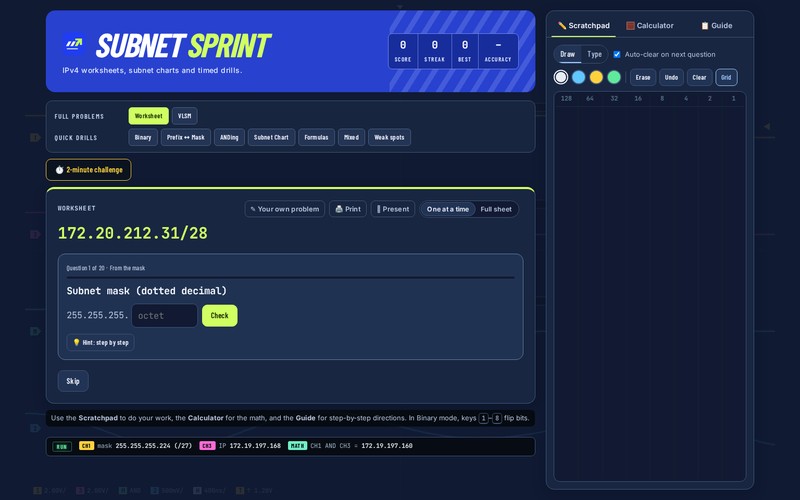 SUBNET SPRINT
IPv4 worksheets, subnet charts and timed drills.
0 SCORE
0 STREAK
0 BEST
– ACCURACY
FULL PROBLEMS Worksheet VLSM
QUICK DRILLS Binary Prefix ↔ Mask ANDing Subnet Chart Formulas Mixed Weak spots
⏱️ 2-minute challenge
WORKSHEET
✎ Your own problem 🖨️ Print Present One at a time Full sheet
172.20.212.31/28
Question 1 of 20 · From the mask
Subnet mask (dotted decimal)
255.255.255. octet Check
💡 Hint: step by step
Skip
Use the Scratchpad to do your work, the Calculator for the math, and the Guide for step-by-step directions. In Binary mode, keys 1–8 flip bits.
RUN CH1 mask 255.255.255.224 (/27) CH3 IP 172.19.197.168 MATH CH1 AND CH3 = 172.19.197.160
✏️ Scratchpad 🧮 Calculator 📋 Guide
Draw Type Auto-clear on next question
Erase Undo Clear Grid
128 64 32 16 8 4 2 1